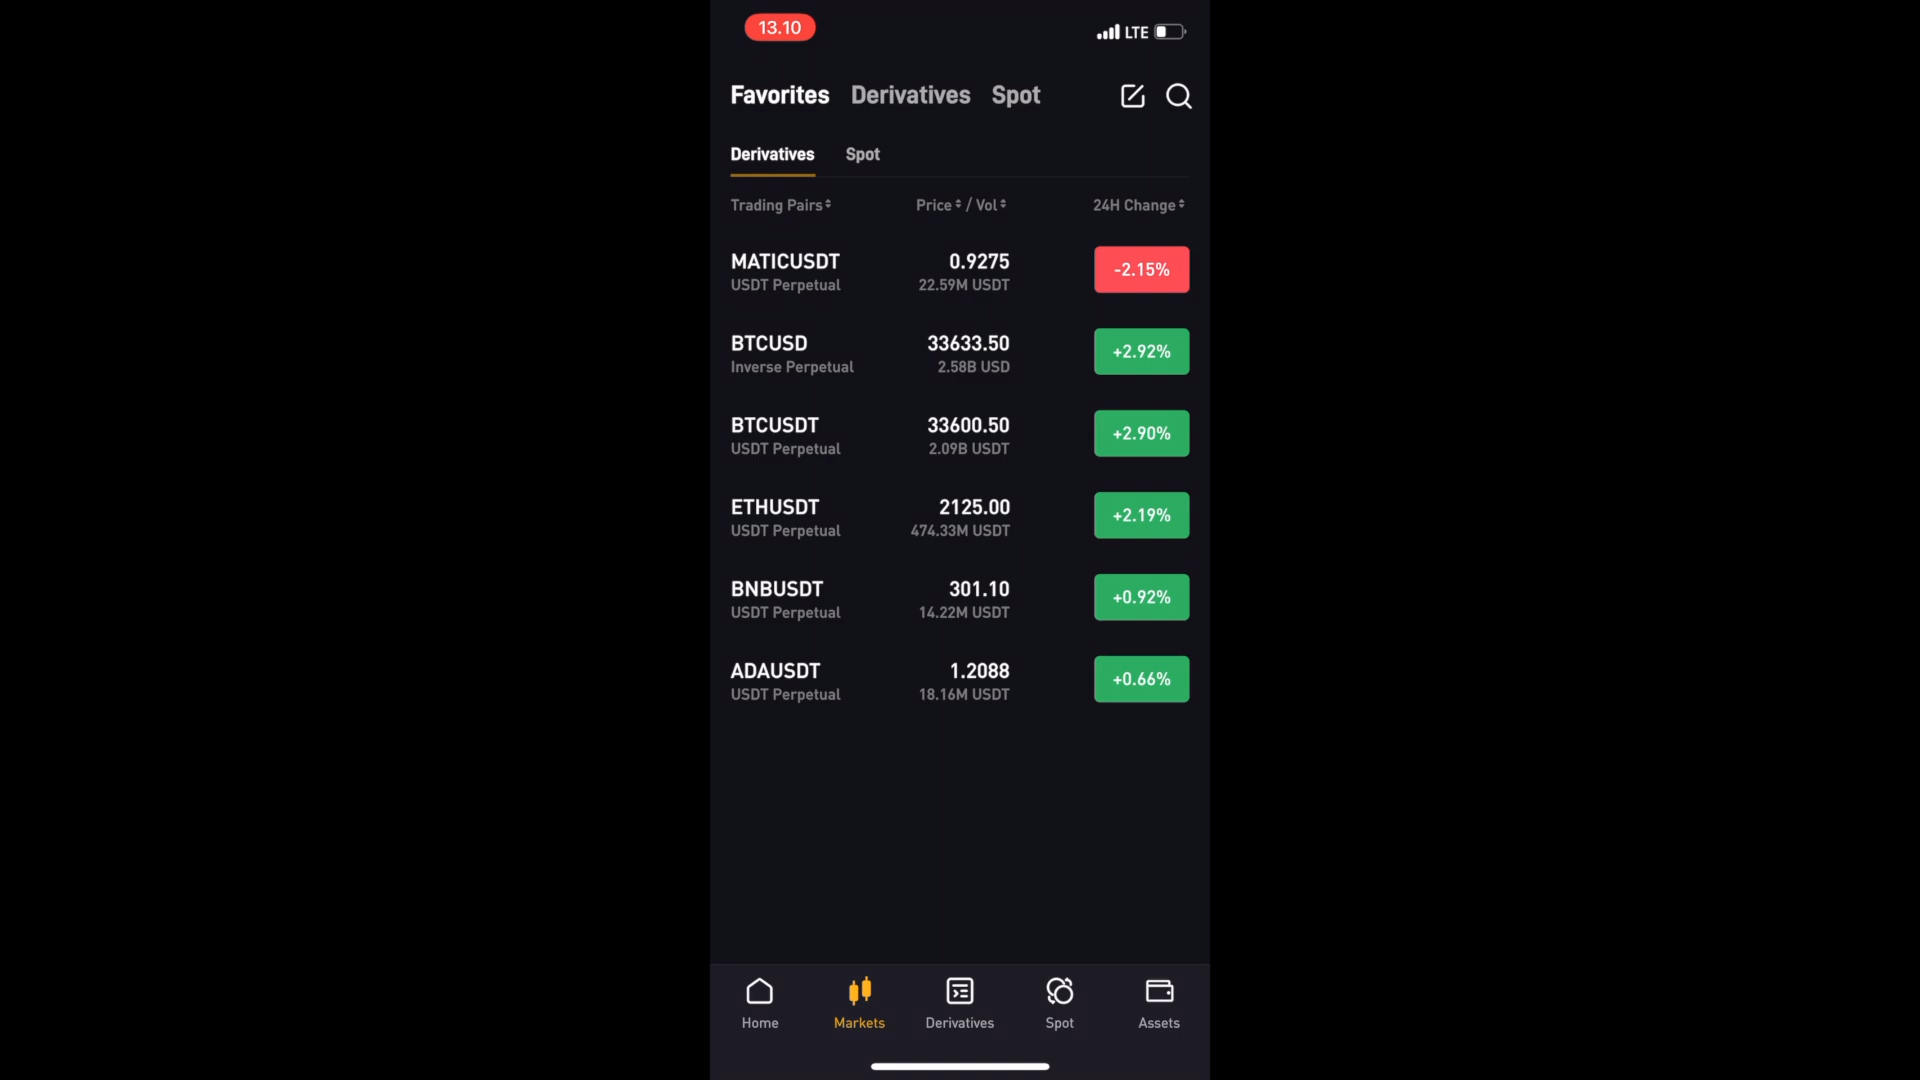 13.10 LTE
Favorites Derivatives Spot
Derivatives Spot
Trading Pairs Price / Vol 24H Change
MATICUSDT 0.9275 -2.15%
USDT Perpetual 22.59M USDT
BTCUSD 33633.50 +2.92%
Inverse Perpetual 2.58B USD
BTCUSDT 33600.50 +2.90%
USDT Perpetual 2.09B USDT
ETHUSDT 2125.00 +2.19%
USDT Perpetual 474.33M USDT
BNBUSDT 301.10 +0.92%
USDT Perpetual 14.22M USDT
ADAUSDT 1.2088 +0.66%
USDT Perpetual 18.16M USDT
Home Markets Derivatives Spot Assets